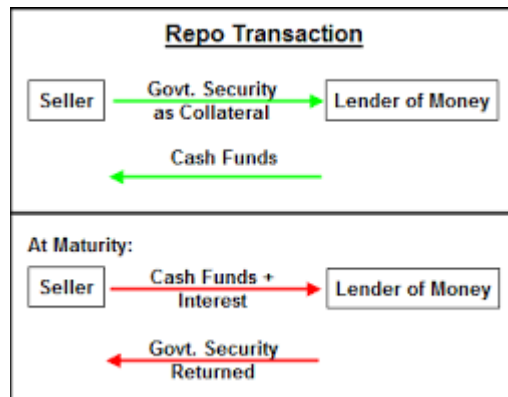 Repo Transaction
Seller
Govt. Security
as Collateral
Lender of Money
Cash Funds
At Maturity:
Seller
Cash Funds +
Interest
Lender of Money
Govt. Security
Returned